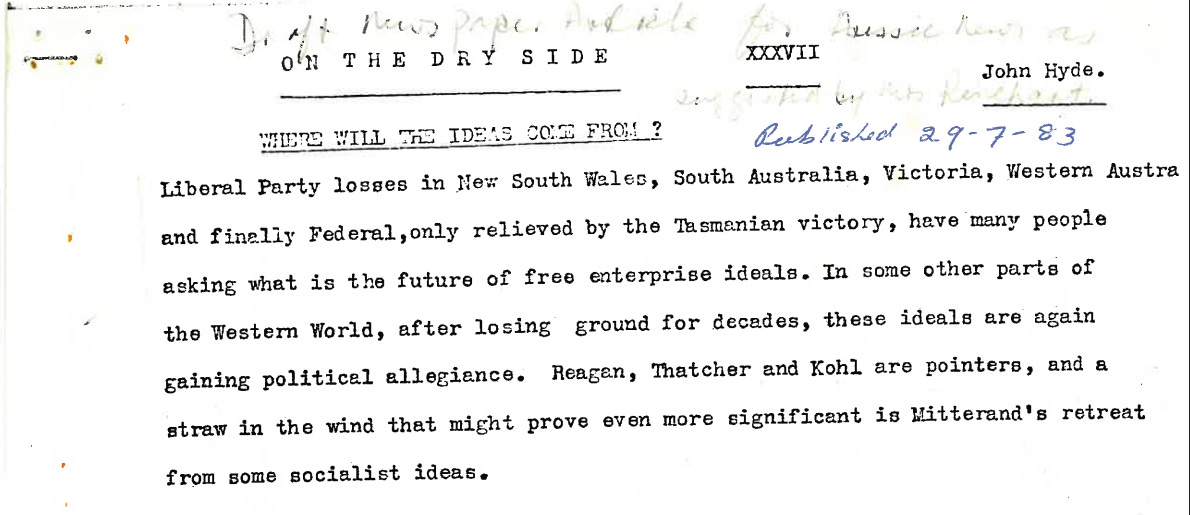 Draft Newspaper Article for Aussie News as
ON THE DRY SIDE XXXVII
John Hyde.
suggested by Mrs Rinehart.
by
WHERE WILL THE IDEAS COME FROM ?
Published 29-7-83
Liberal Party losses in New South Wales, South Australia, Victoria, Western Austra
and finally Federal,only relieved by the Tasmanian victory, have many people
asking what is the future of free enterprise ideals. In some other parts of
the Western World, after losing ground for decades, these ideals are again
gaining political allegiance. Reagan, Thatcher and Kohl are pointers, and a
straw in the wind that might prove even more significant is Mitterand's retreat
from some socialist ideas.